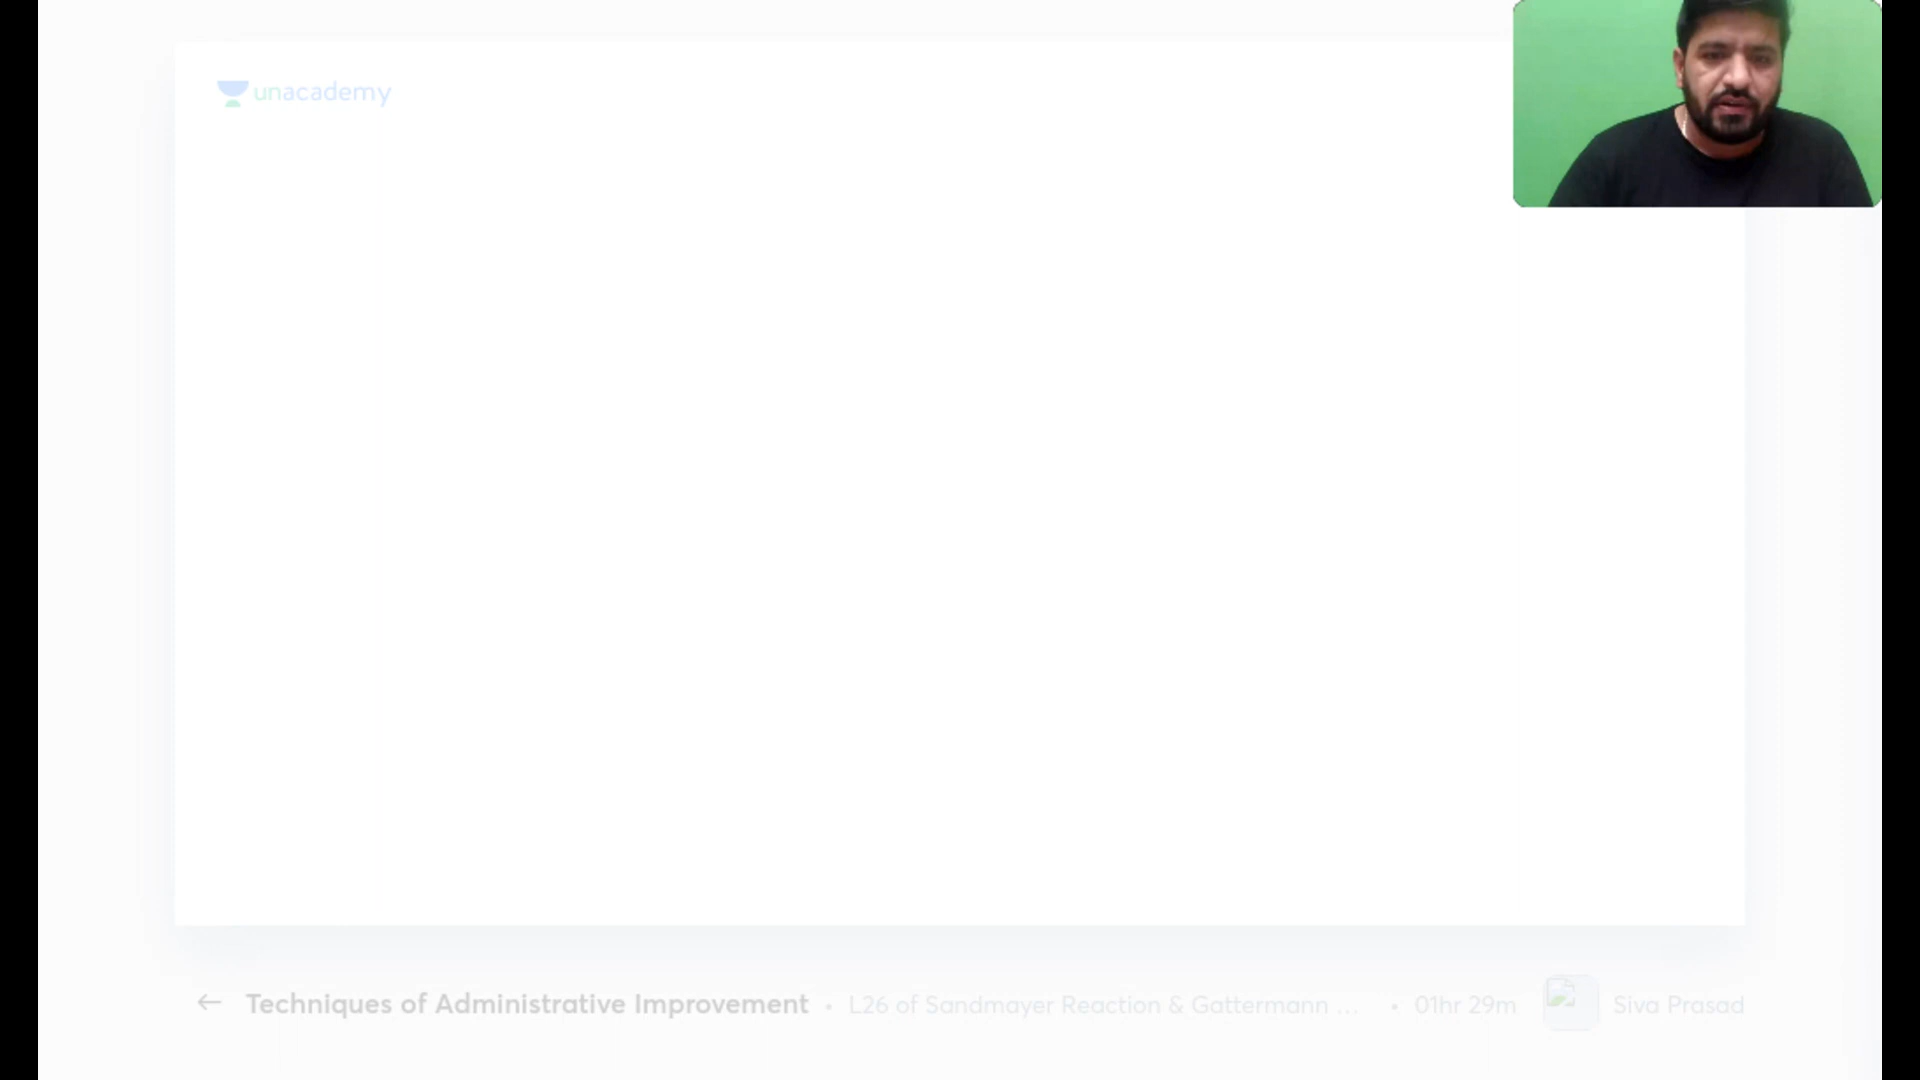 unacademy
← Techniques of Administrative Improvement • L26 of Sandmayer Reaction & Gattermann ... • 01hr 29m Siva Prasad